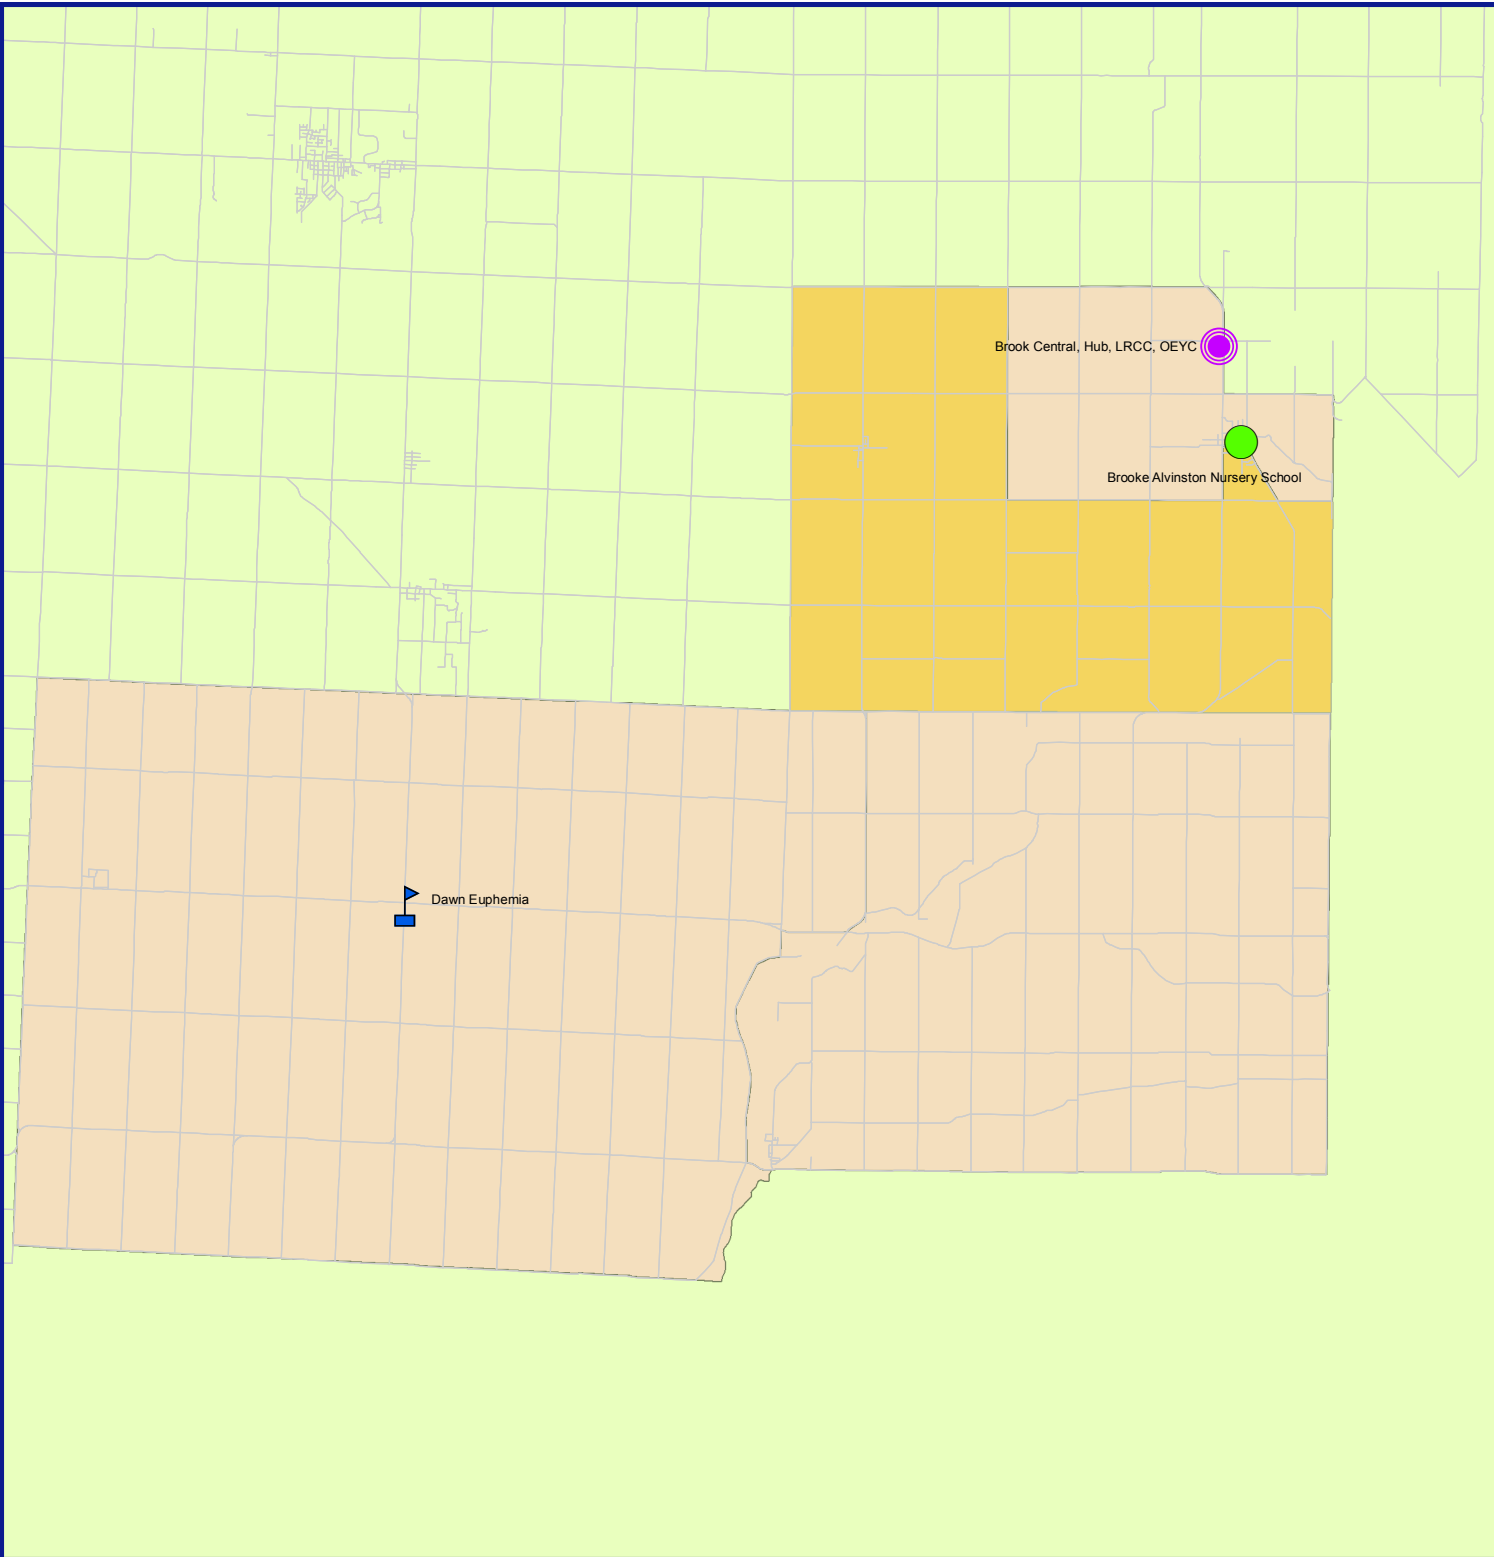 Brook Central, Hub, LRCC, OEYC
Brooke Alvinston Nursery School
Dawn Euphemia